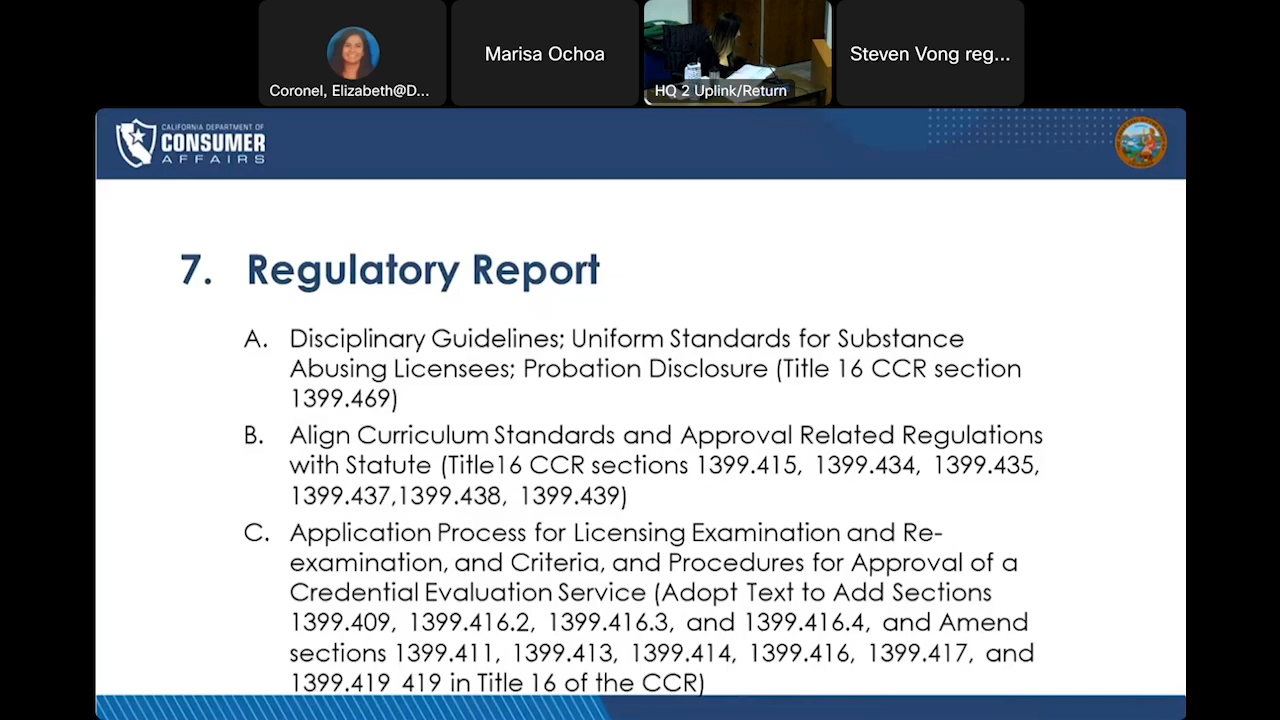 Coronel, Elizabeth@D...
Marisa Ochoa
HQ 2 Uplink/Return
Steven Vong reg...
CALIFORNIA DEPARTMENT OF
CONSUMER
AFFAIRS
7. Regulatory Report
A. Disciplinary Guidelines; Uniform Standards for Substance
Abusing Licensees; Probation Disclosure (Title 16 CCR section
1399.469)
B. Align Curriculum Standards and Approval Related Regulations
with Statute (Title16 CCR sections 1399.415, 1399.434, 1399.435,
1399.437,1399.438, 1399.439)
C. Application Process for Licensing Examination and Re-
examination, and Criteria, and Procedures for Approval of a
Credential Evaluation Service (Adopt Text to Add Sections
1399.409, 1399.416.2, 1399.416.3, and 1399.416.4, and Amend
sections 1399.411, 1399.413, 1399.414, 1399.416, 1399.417, and
1399.419 419 in Title 16 of the CCR)